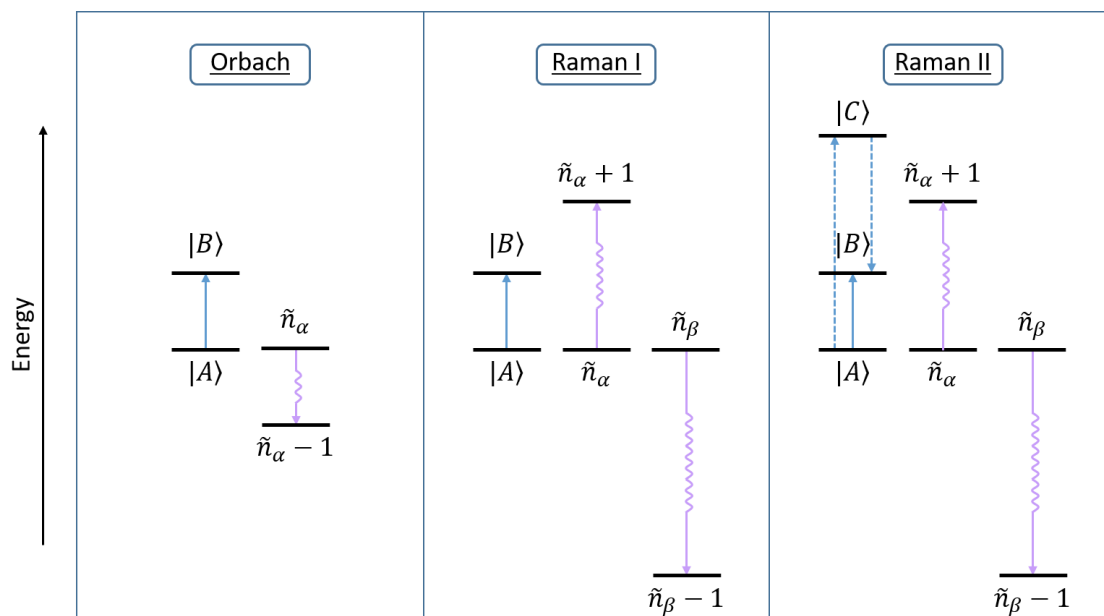 Orbach
Raman I
Raman II
Energy
|B⟩
|A⟩
ñ_α
ñ_α − 1
ñ_α + 1
|B⟩
|A⟩
ñ_α
ñ_β
ñ_β − 1
|C⟩
ñ_α + 1
|B⟩
|A⟩
ñ_α
ñ_β
ñ_β − 1